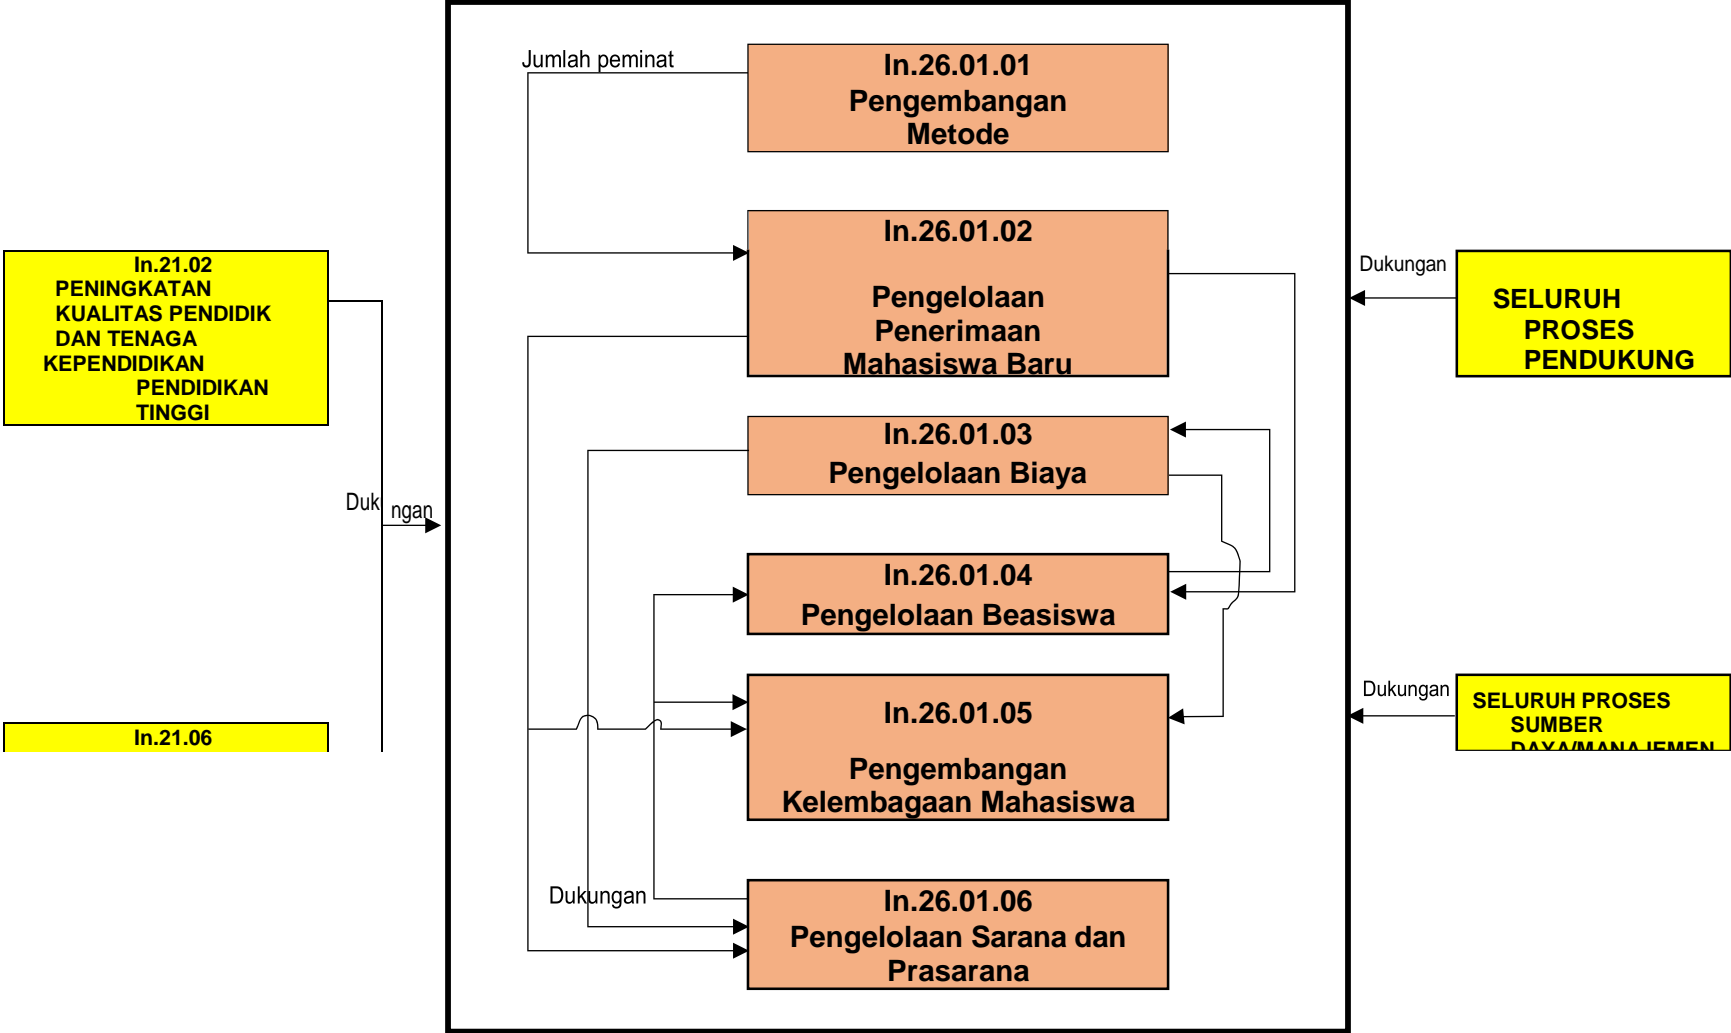 Jumlah peminat
In.26.01.01
Pengembangan
Metode
In.26.01.02
Pengelolaan
Penerimaan
Mahasiswa Baru
In.21.02
PENINGKATAN
KUALITAS PENDIDIK
DAN TENAGA
KEPENDIDIKAN
PENDIDIKAN
TINGGI
Dukungan
SELURUH
PROSES
PENDUKUNG
In.26.01.03
Pengelolaan Biaya
Duk ngan
In.26.01.04
Pengelolaan Beasiswa
In.26.01.05
Pengembangan
Kelembagaan Mahasiswa
In.21.06
Dukungan
SELURUH PROSES
SUMBER
DAYA/MANAJEMEN
Dukungan
In.26.01.06
Pengelolaan Sarana dan
Prasarana